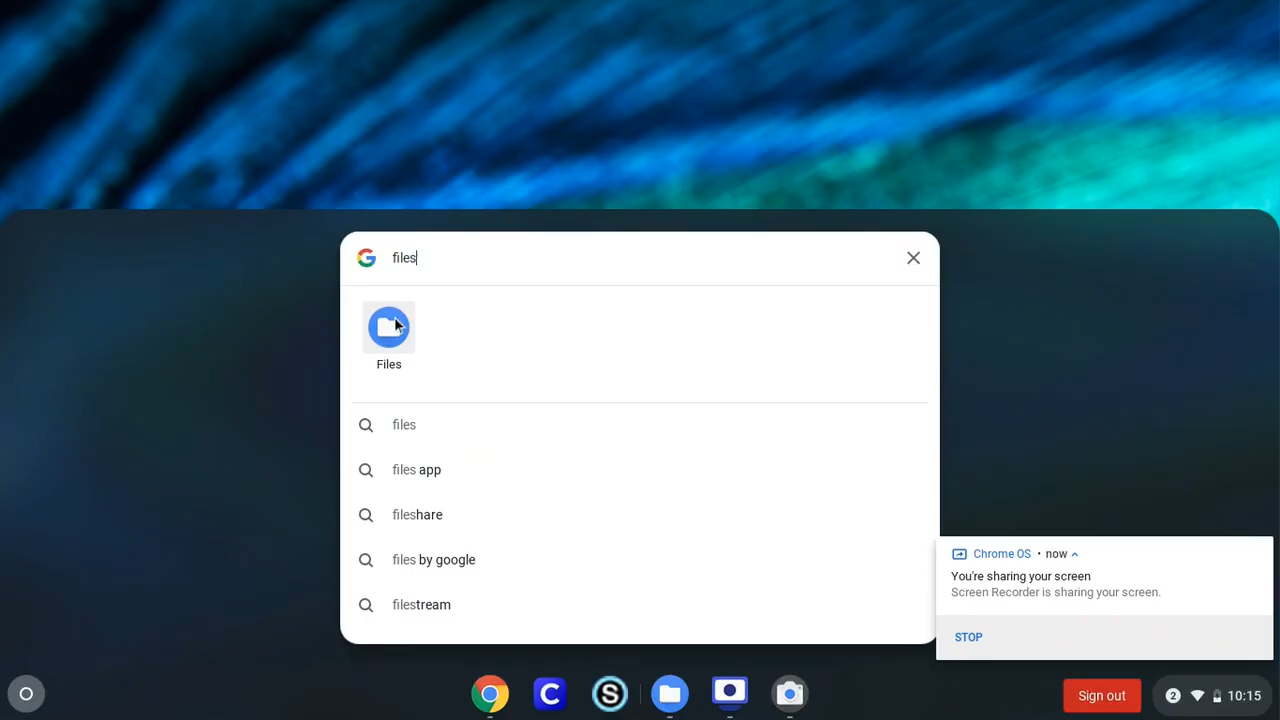 files
Files
files
files app
fileshare
files by google
filestream
Chrome OS • now
You're sharing your screen
Screen Recorder is sharing your screen.
STOP
Sign out
2
10:15